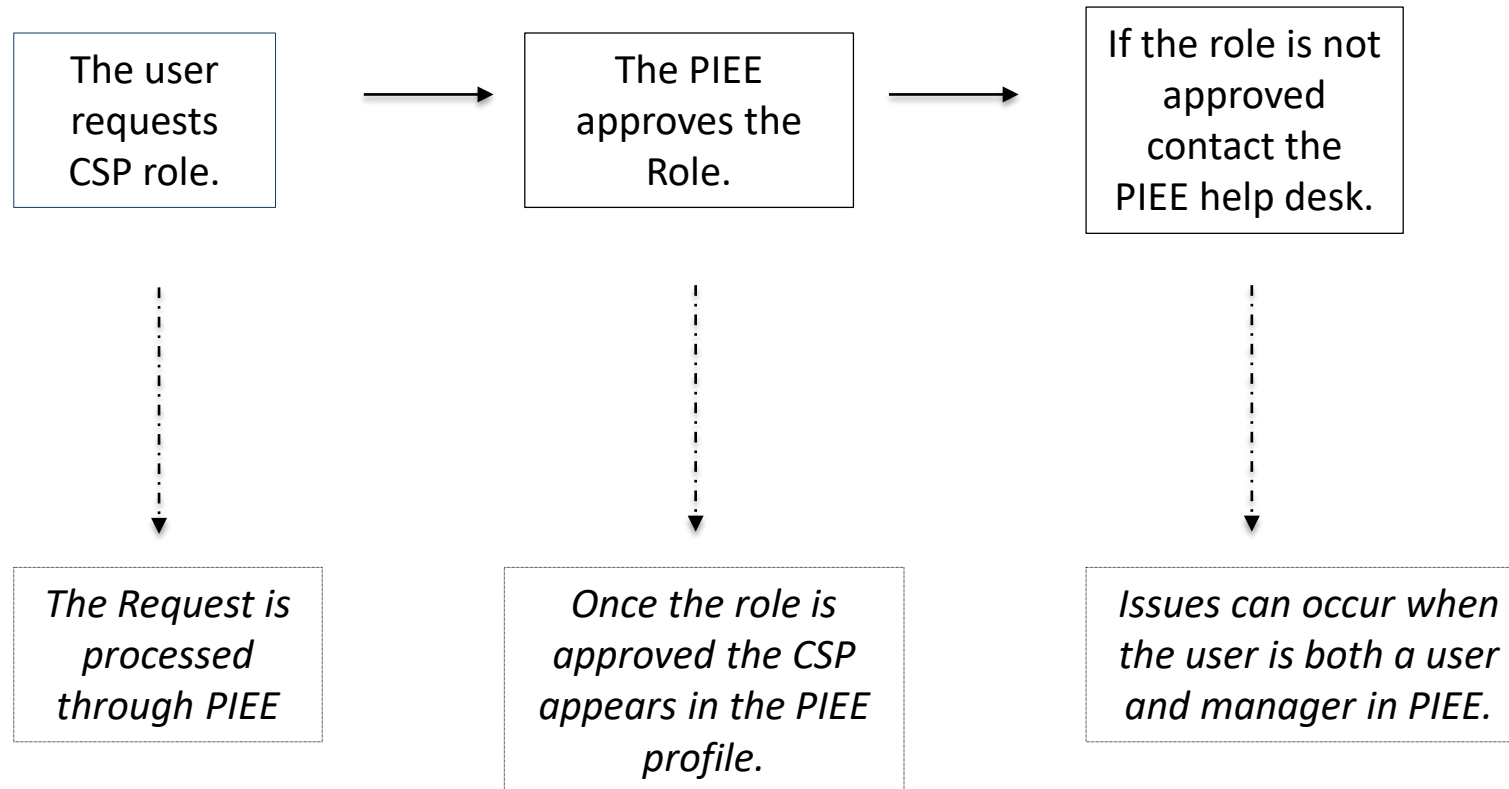 The user
requests
CSP role.
The PIEE
approves the
Role.
If the role is not
approved
contact the
PIEE help desk.
The Request is
processed
through PIEE
Once the role is
approved the CSP
appears in the PIEE
profile.
Issues can occur when
the user is both a user
and manager in PIEE.